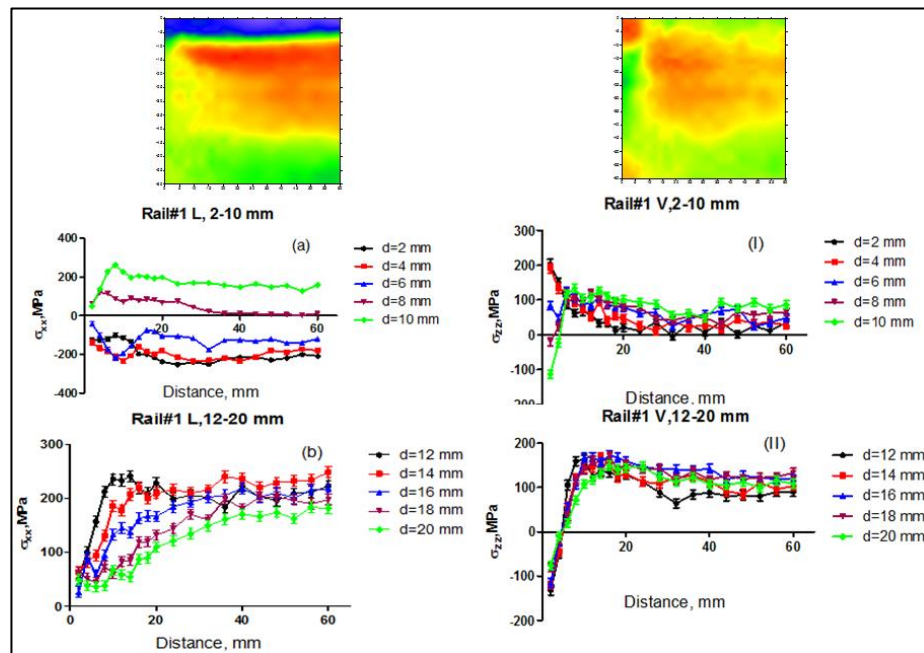 Rail#1 L, 2-10 mm
(a)
400
200
0
-200
-400
σxx,MPa
20
40
60
Distance, mm
d=2 mm
d=4 mm
d=6 mm
d=8 mm
d=10 mm
Rail#1 V,2-10 mm
(I)
300
200
100
0
-100
-200
σzz,MPa
20
40
60
Distance, mm
d=2 mm
d=4 mm
d=6 mm
d=8 mm
d=10 mm
Rail#1 L,12-20 mm
(b)
300
200
100
0
σxx,MPa
0
20
40
60
Distance, mm
d=12 mm
d=14 mm
d=16 mm
d=18 mm
d=20 mm
Rail#1 V,12-20 mm
(II)
200
100
0
-100
-200
σzz,MPa
20
40
60
Distance, mm
d=12 mm
d=14 mm
d=16 mm
d=18 mm
d=20 mm